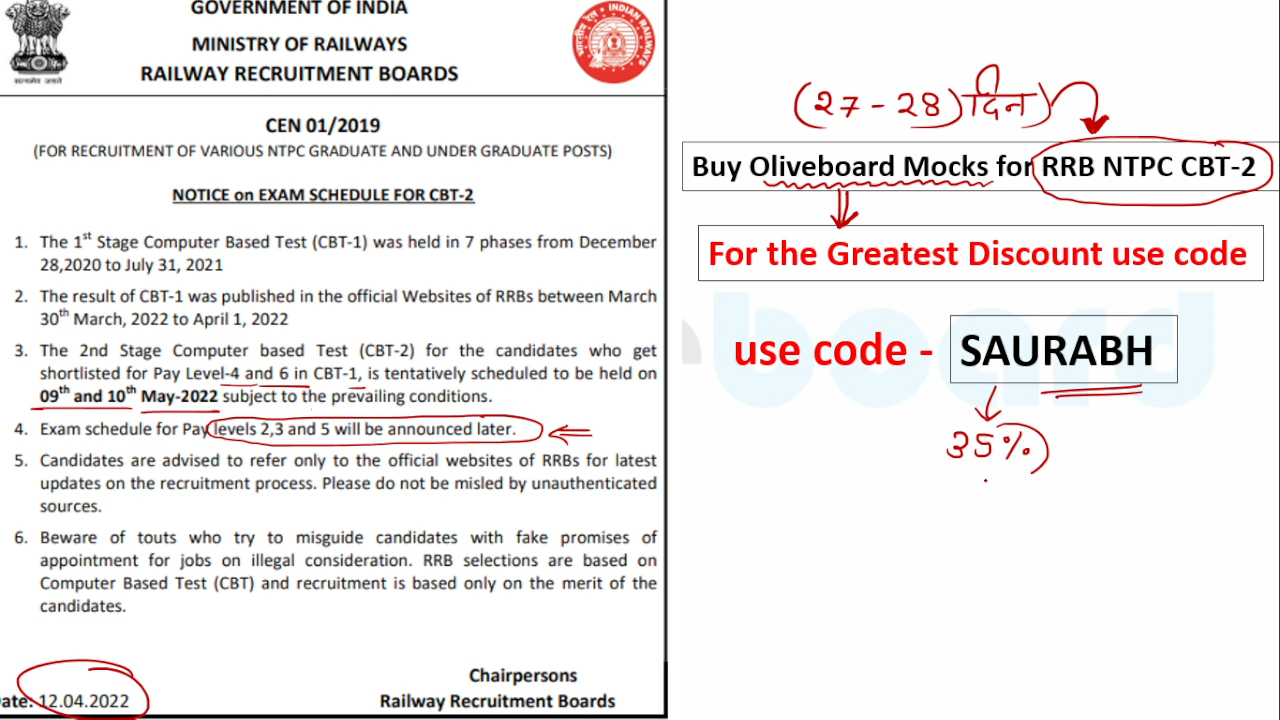 GOVERNMENT OF INDIA
MINISTRY OF RAILWAYS
RAILWAY RECRUITMENT BOARDS
सत्यमेव जयते
भारतीय रेल INDIAN RAILWAYS
CEN 01/2019
(FOR RECRUITMENT OF VARIOUS NTPC GRADUATE AND UNDER GRADUATE POSTS)
NOTICE on EXAM SCHEDULE FOR CBT-2
1. The 1st Stage Computer Based Test (CBT-1) was held in 7 phases from December
28,2020 to July 31, 2021
2. The result of CBT-1 was published in the official Websites of RRBs between March
30th March, 2022 to April 1, 2022
3. The 2nd Stage Computer based Test (CBT-2) for the candidates who get
shortlisted for Pay Level-4 and 6 in CBT-1, is tentatively scheduled to be held on
09th and 10th May-2022 subject to the prevailing conditions.
4. Exam schedule for Pay levels 2,3 and 5 will be announced later.
5. Candidates are advised to refer only to the official websites of RRBs for latest
updates on the recruitment process. Please do not be misled by unauthenticated
sources.
6. Beware of touts who try to misguide candidates with fake promises of
appointment for jobs on illegal consideration. RRB selections are based on
Computer Based Test (CBT) and recruitment is based only on the merit of the
candidates.
Chairpersons
ate: 12.04.2022 Railway Recruitment Boards
(27 - 28) दिन
Buy Oliveboard Mocks for RRB NTPC CBT-2
For the Greatest Discount use code
board
use code - SAURABH
35%